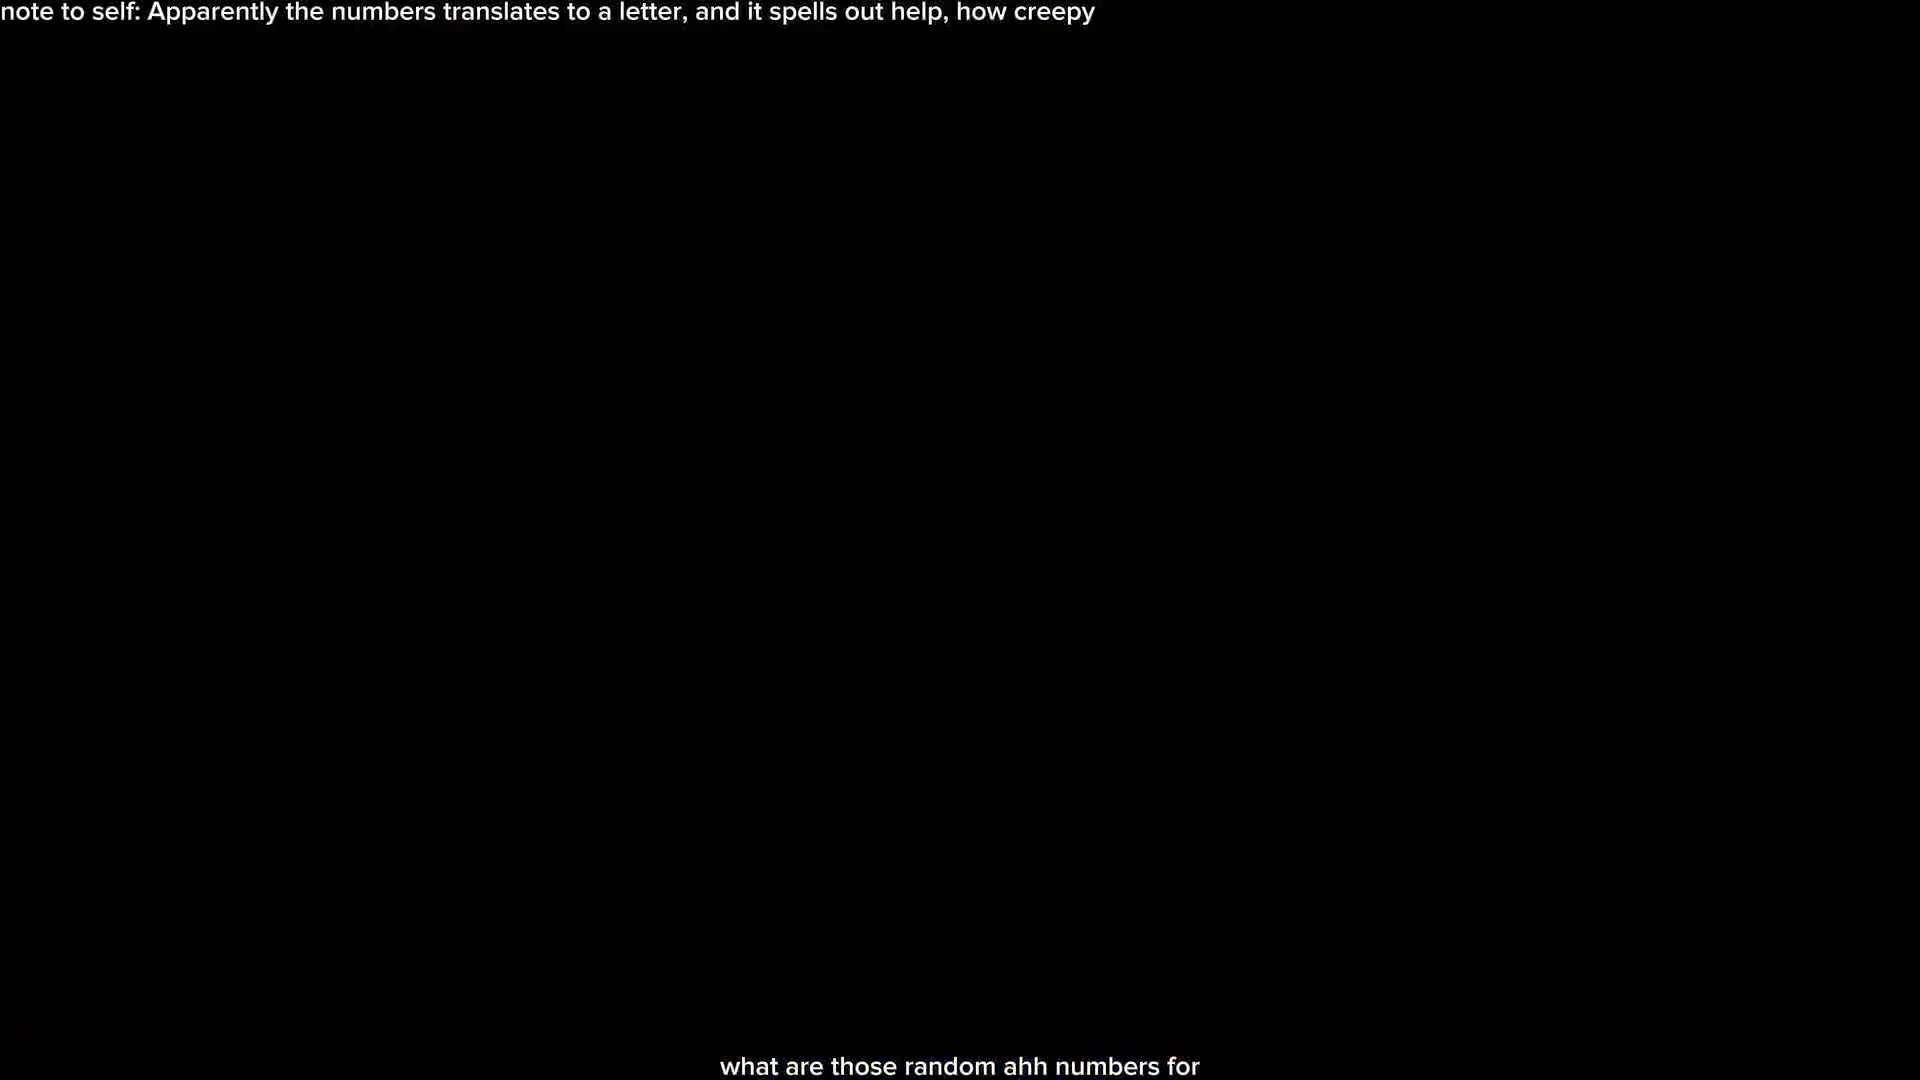 note to self: Apparently the numbers translates to a letter, and it spells out help, how creepy
what are those random ahh numbers for